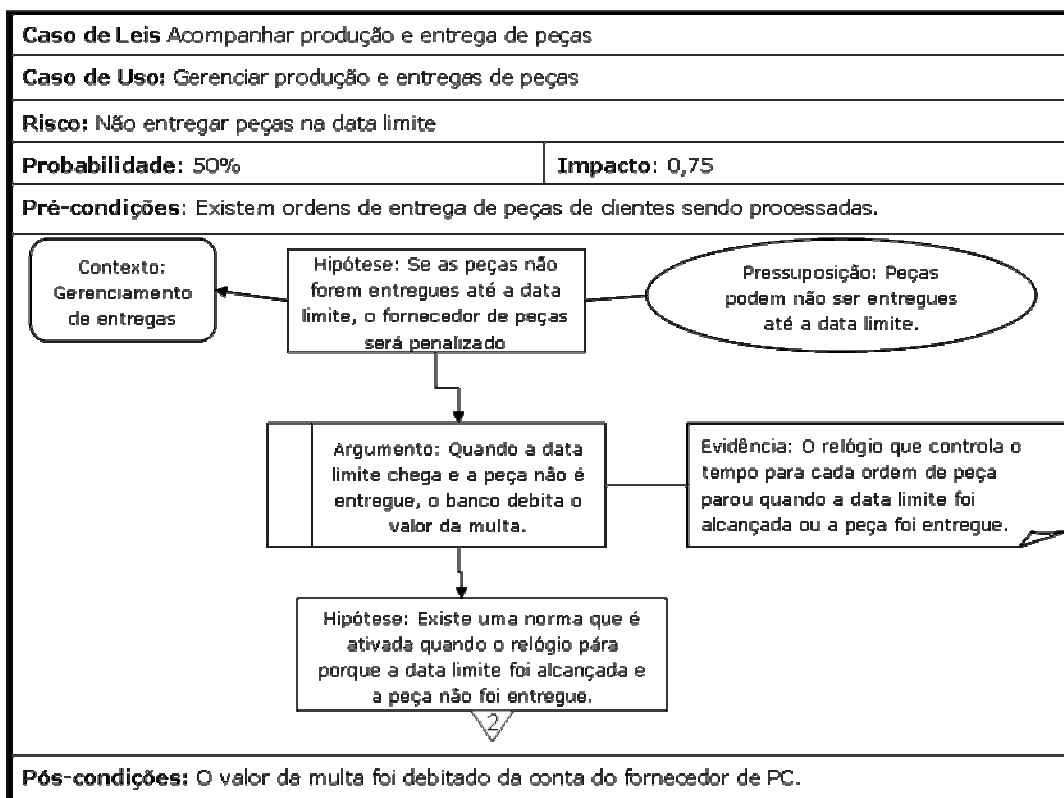 Caso de Leis Acompanhar produção e entrega de peças
Caso de Uso: Gerenciar produção e entregas de peças
Risco: Não entregar peças na data limite
Probabilidade: 50%
Impacto: 0,75
Pré-condições: Existem ordens de entrega de peças de clientes sendo processadas.
Contexto:
Gerenciamento
de entregas
Hipótese: Se as peças não
forem entregues até a data
limite, o fornecedor de peças
será penalizado
Pressuposição: Peças
podem não ser entregues
até a data limite.
Argumento: Quando a data
limite chega e a peça não é
entregue, o banco debita o
valor da multa.
Evidência: O relógio que controla o
tempo para cada ordem de peça
parou quando a data limite foi
alcançada ou a peça foi entregue.
Hipótese: Existe uma norma que é
ativada quando o relógio pára
porque a data limite foi alcançada e
a peça não foi entregue.
2
Pós-condições: O valor da multa foi debitado da conta do fornecedor de PC.